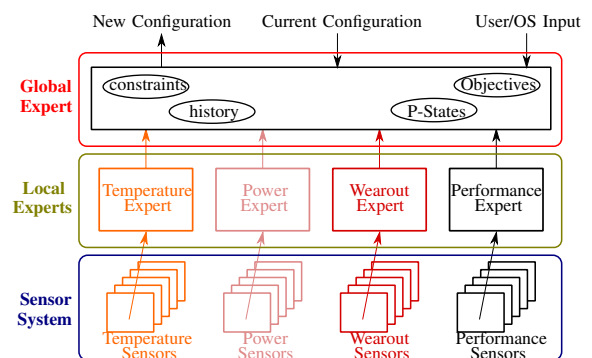 New Configuration
Current Configuration
User/OS Input
Global
Expert
constraints
history
P-States
Objectives
Local
Experts
Temperature
Expert
Power
Expert
Wearout
Expert
Performance
Expert
Sensor
System
Temperature
Sensors
Power
Sensors
Wearout
Sensors
Performance
Sensors